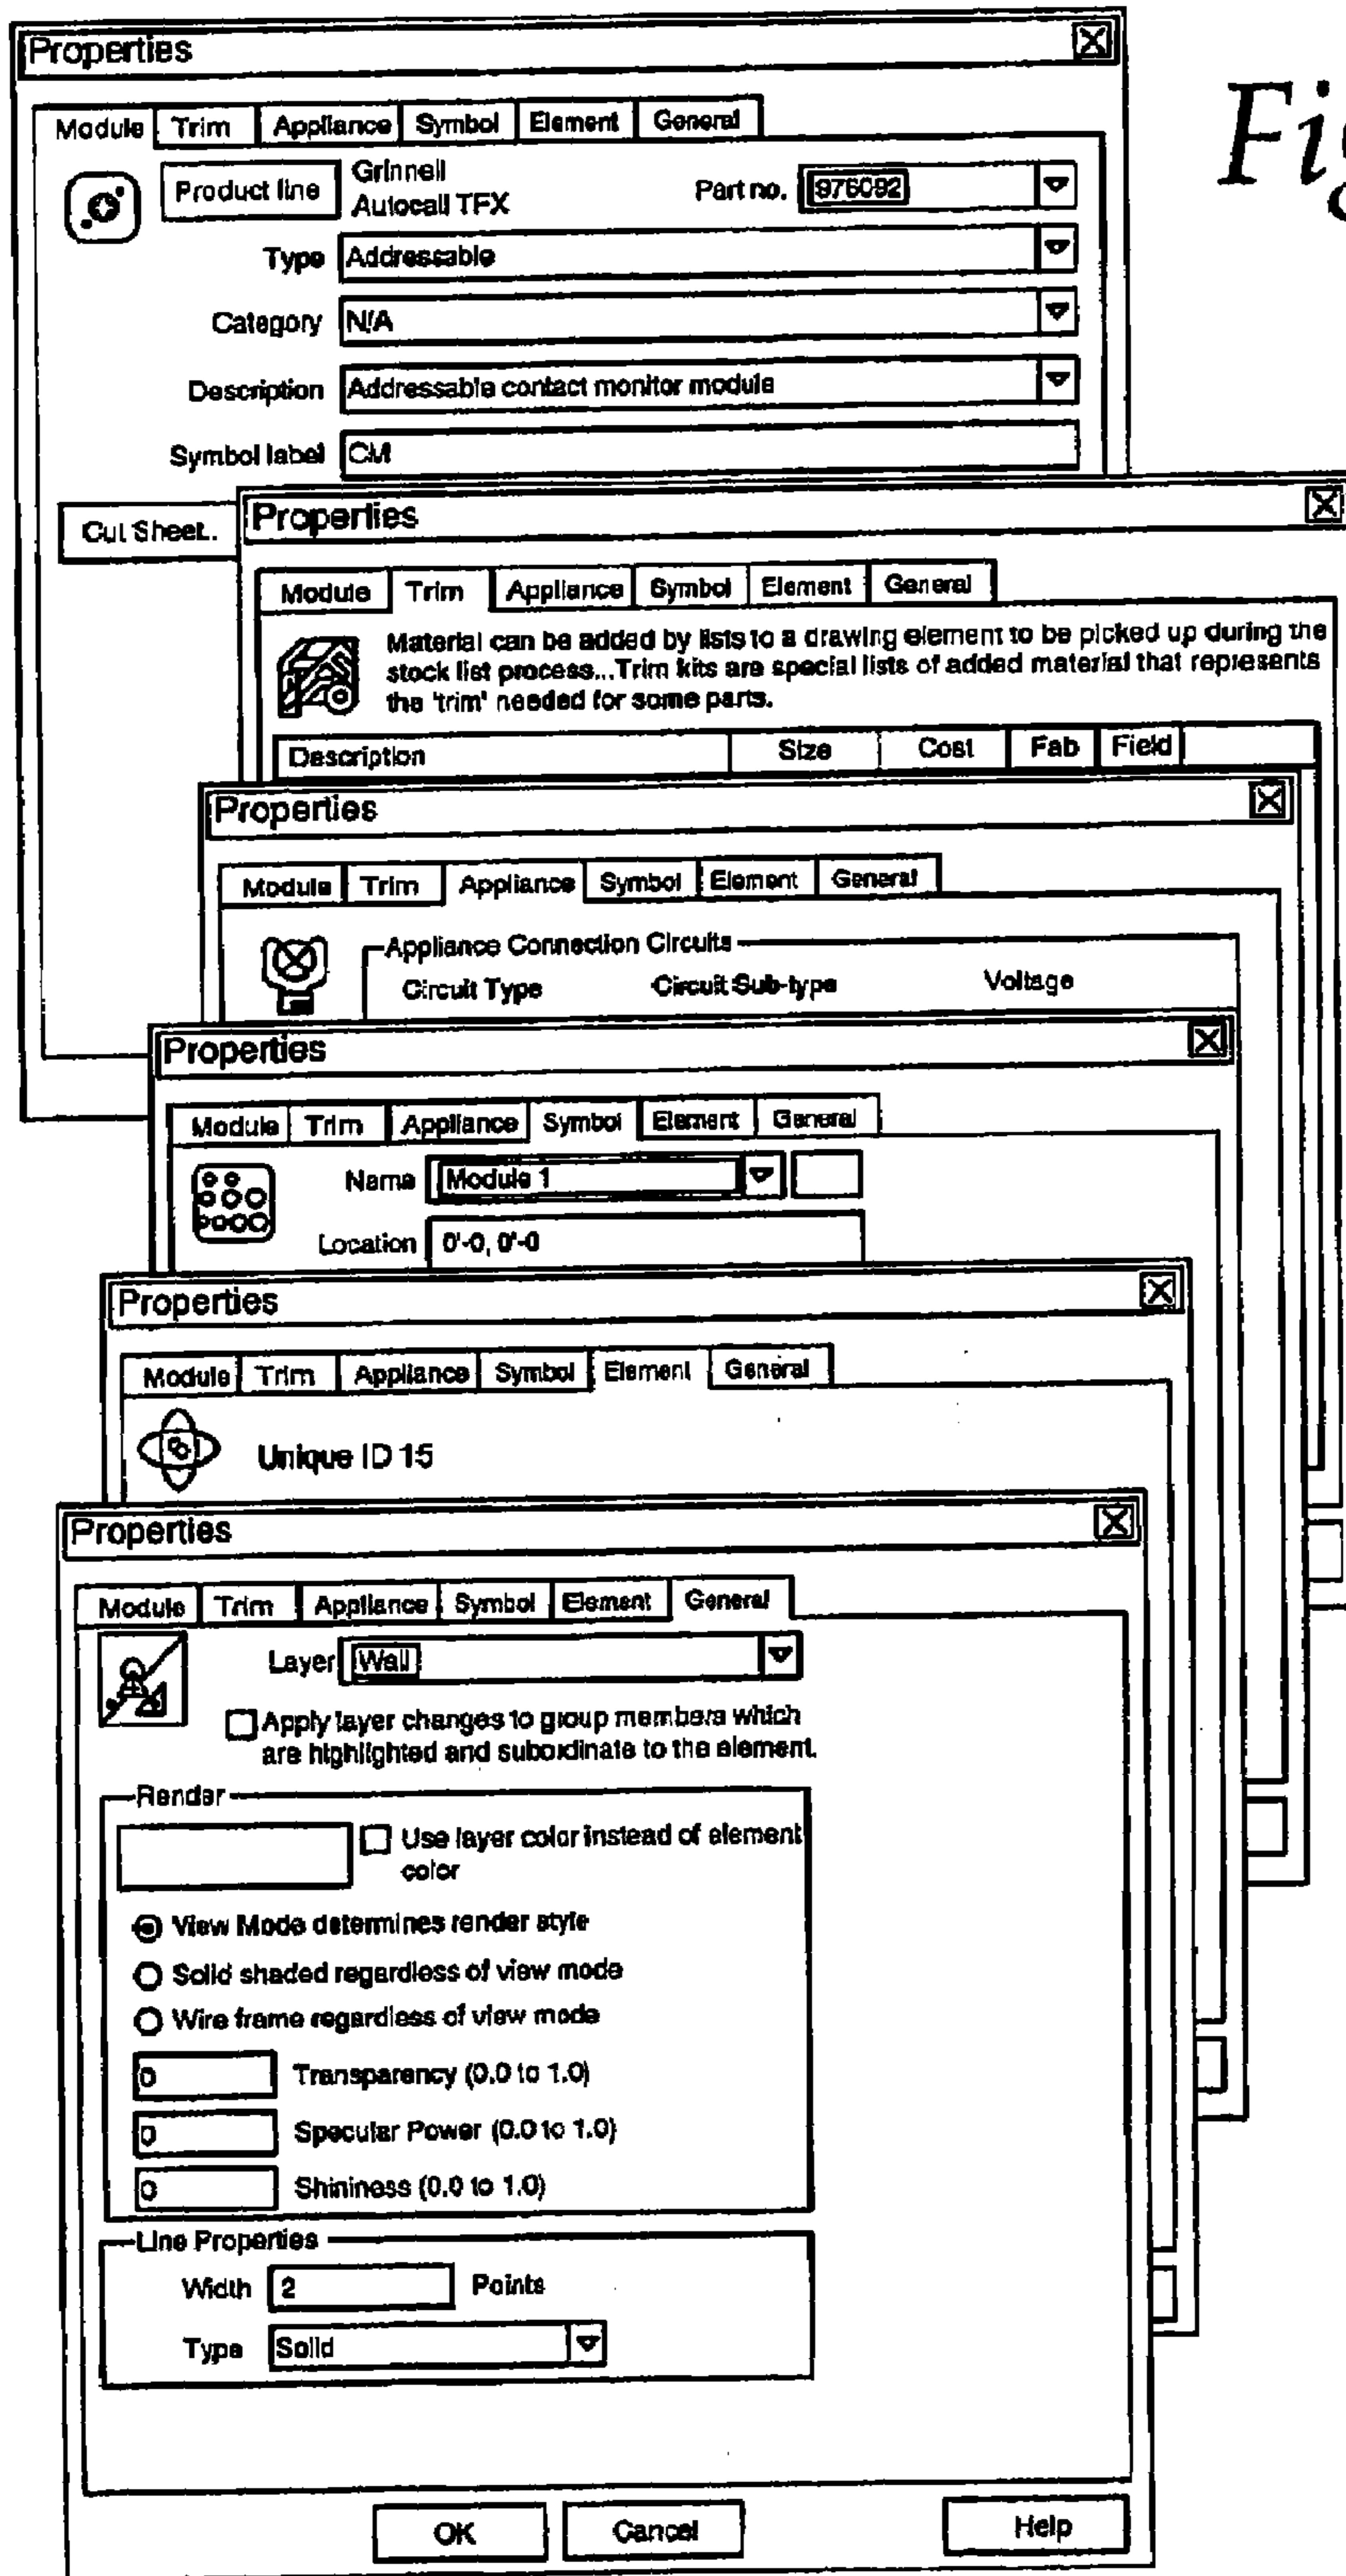 Properties
Fig
Module Trim Appliance Symbol Element General
Product line Grinnell
Autocall TFX
Part no. 976092
Type Addressable
Category N/A
Description Addressable contact monitor module
Symbol label CM
Cut Sheet..
Properties
Module Trim Appliance Symbol Element General
Material can be added by lists to a drawing element to be picked up during the
stock list process...Trim kits are special lists of added material that represents
the 'trim' needed for some parts.
Description Size Cost Fab Field
Properties
Module Trim Appliance Symbol Element General
Appliance Connection Circuits
Circuit Type Circuit Sub-type Voltage
Properties
Module Trim Appliance Symbol Element General
Name Module 1
Location 0'-0, 0'-0
Properties
Module Trim Appliance Symbol Element General
Unique ID 15
Properties
Module Trim Appliance Symbol Element General
Layer Wall
Apply layer changes to group members which
are highlighted and subordinate to the element.
Render
Use layer color instead of element
color
View Mode determines render style
Solid shaded regardless of view mode
Wire frame regardless of view mode
0 Transparency (0.0 to 1.0)
0 Specular Power (0.0 to 1.0)
0 Shininess (0.0 to 1.0)
Line Properties
Width 2 Points
Type Solid
OK Cancel Help